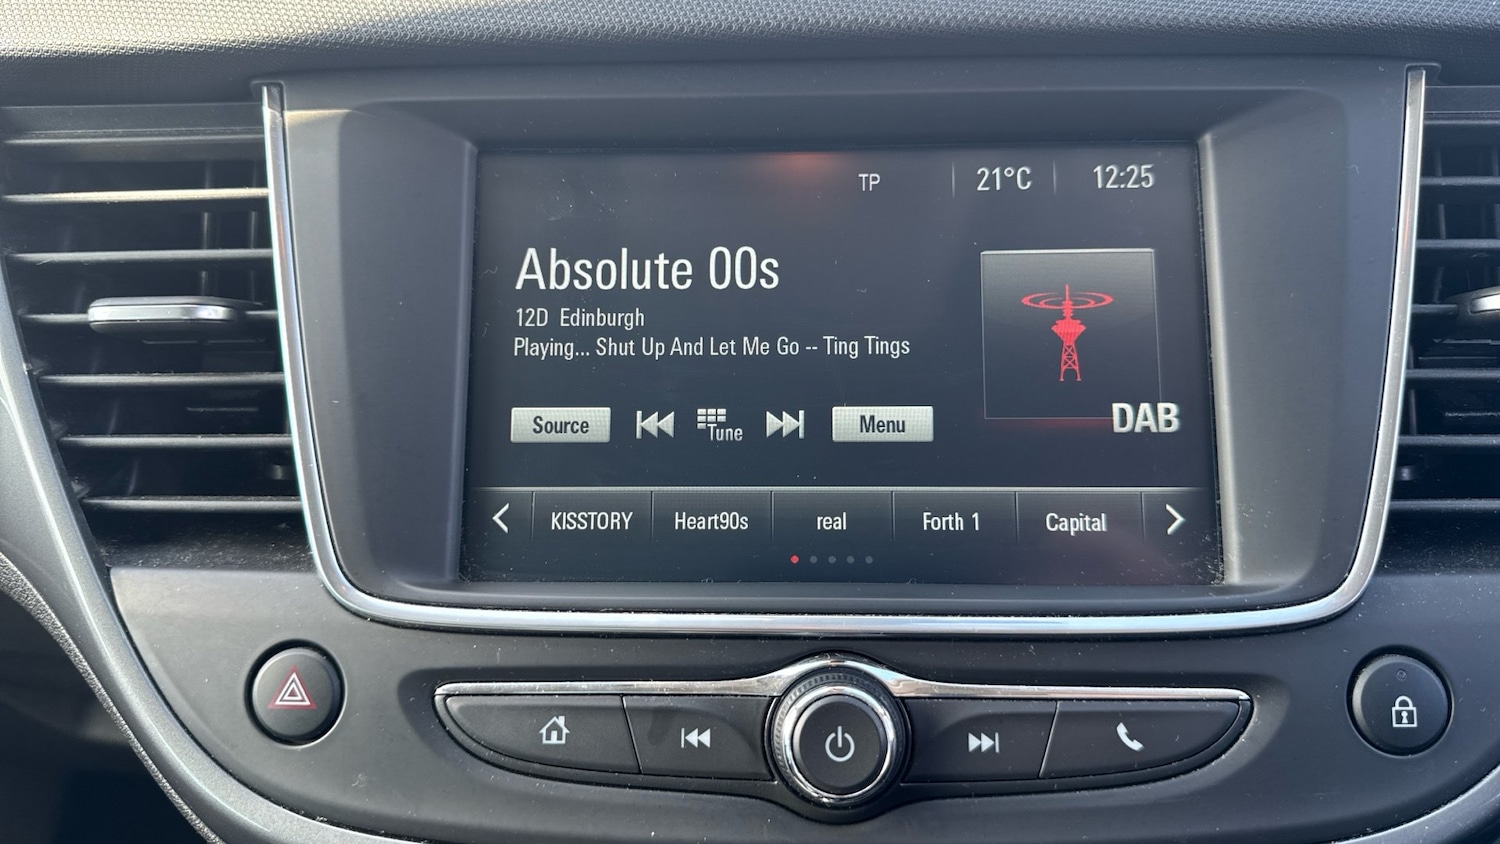 TP 21°C 12:25
Absolute 00s
12D Edinburgh
Playing... Shut Up And Let Me Go -- Ting Tings
DAB
Source Tune Menu
KISSTORY Heart90s real Forth 1 Capital